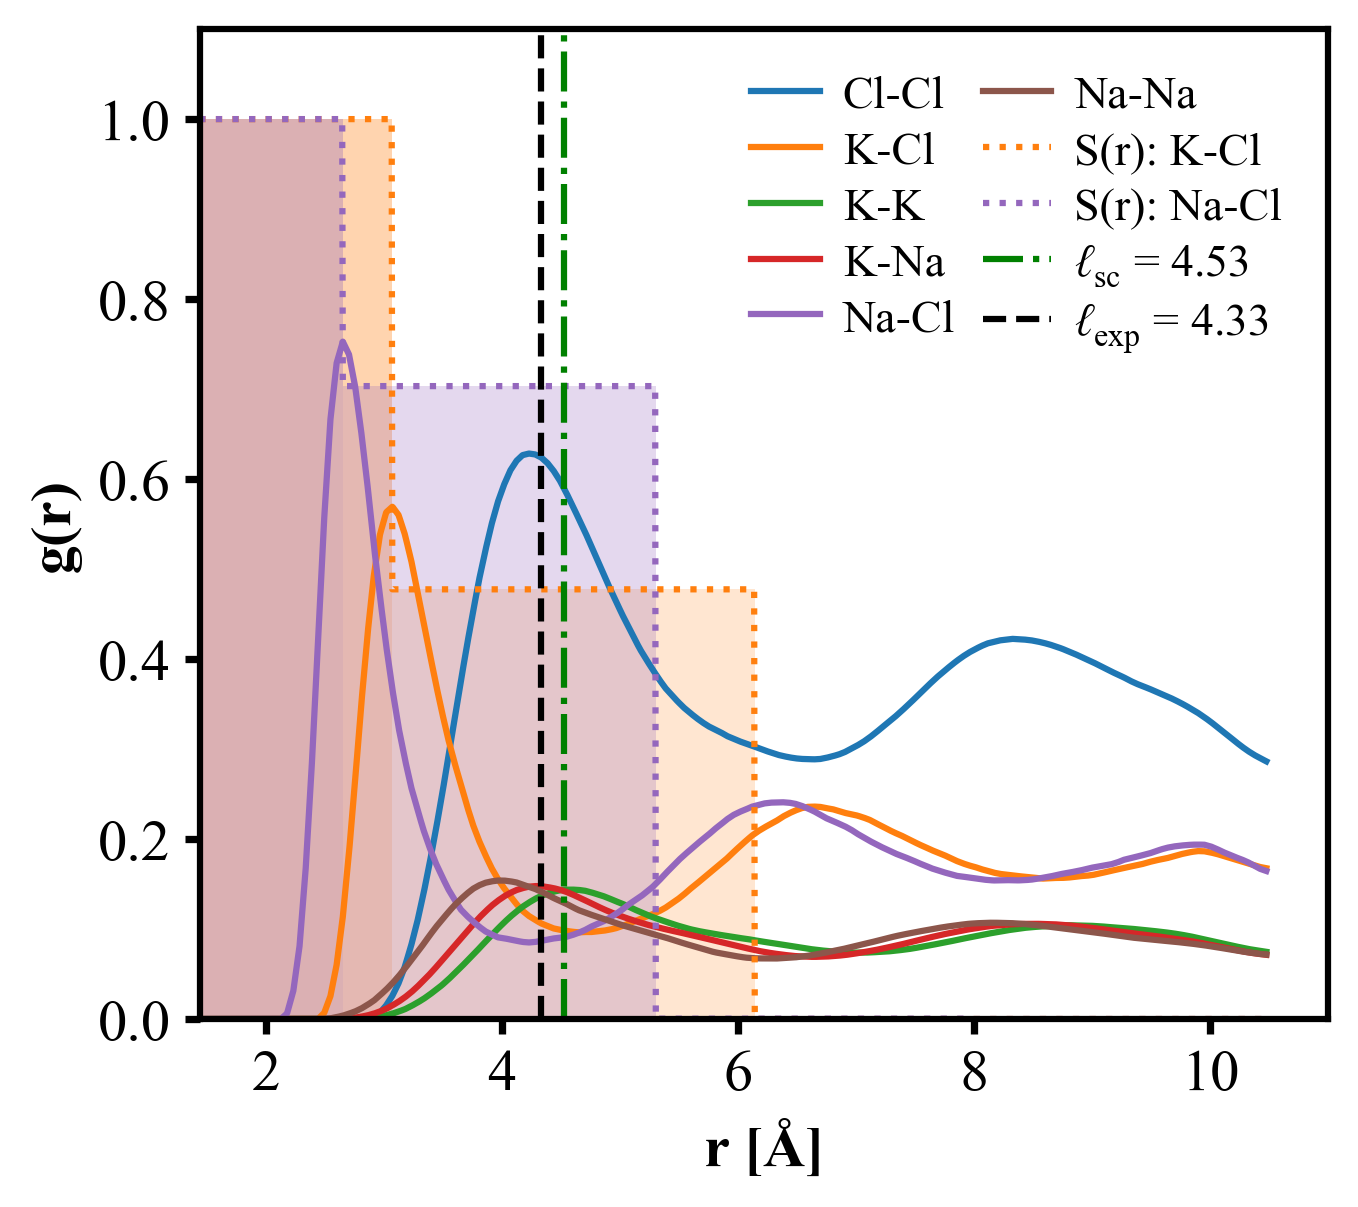 1.0
0.8
0.6
0.4
0.2
0.0
g(r)
2 4 6 8 10
r [Å]
Cl-Cl
K-Cl
K-K
K-Na
Na-Cl
Na-Na
S(r): K-Cl
S(r): Na-Cl
ℓsc = 4.53
ℓexp = 4.33